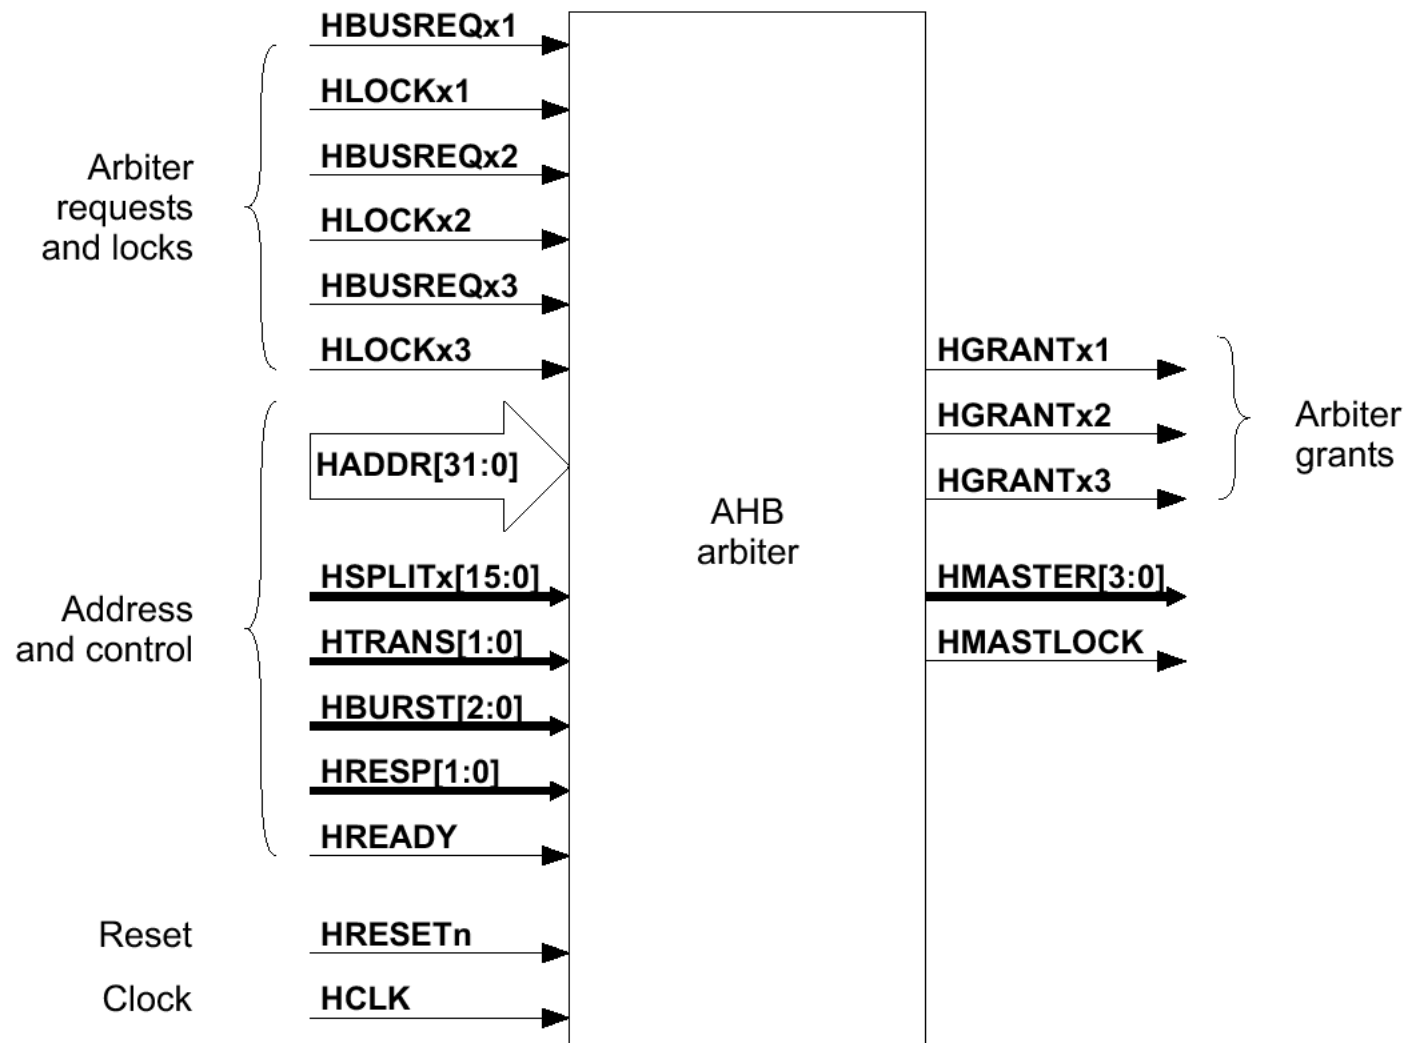 HBUSREQx1
HLOCKx1
HBUSREQx2
HLOCKx2
HBUSREQx3
HLOCKx3
Arbiter
requests
and locks
HADDR[31:0]
HSPLITx[15:0]
HTRANS[1:0]
HBURST[2:0]
HRESP[1:0]
HREADY
Address
and control
Reset
HRESETn
Clock
HCLK
AHB
arbiter
HGRANTx1
HGRANTx2
HGRANTx3
Arbiter
grants
HMASTER[3:0]
HMASTLOCK